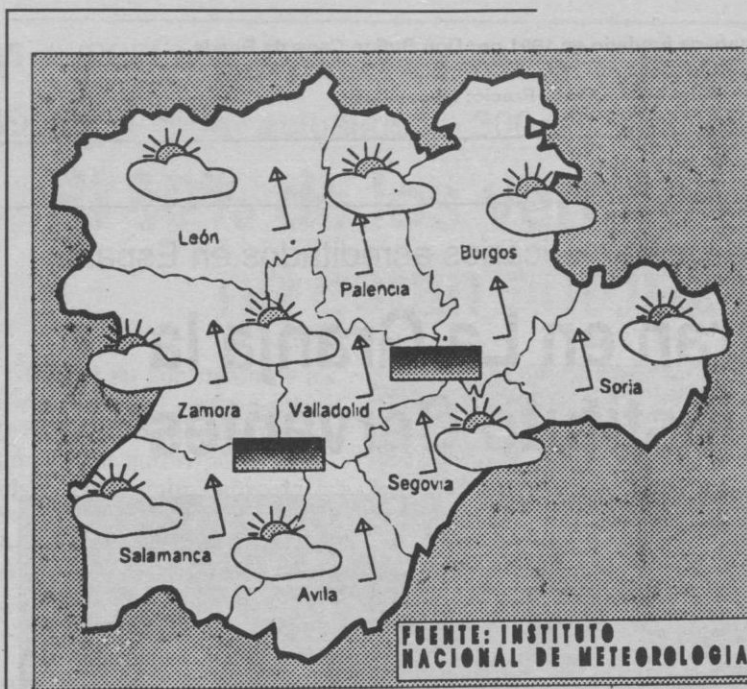 León
Burgos
Palencia
Soria
Zamora
Valladolid
Segovia
Salamanca
Avila
FUENTE: INSTITUTO
NACIONAL DE METEOROLOGIA